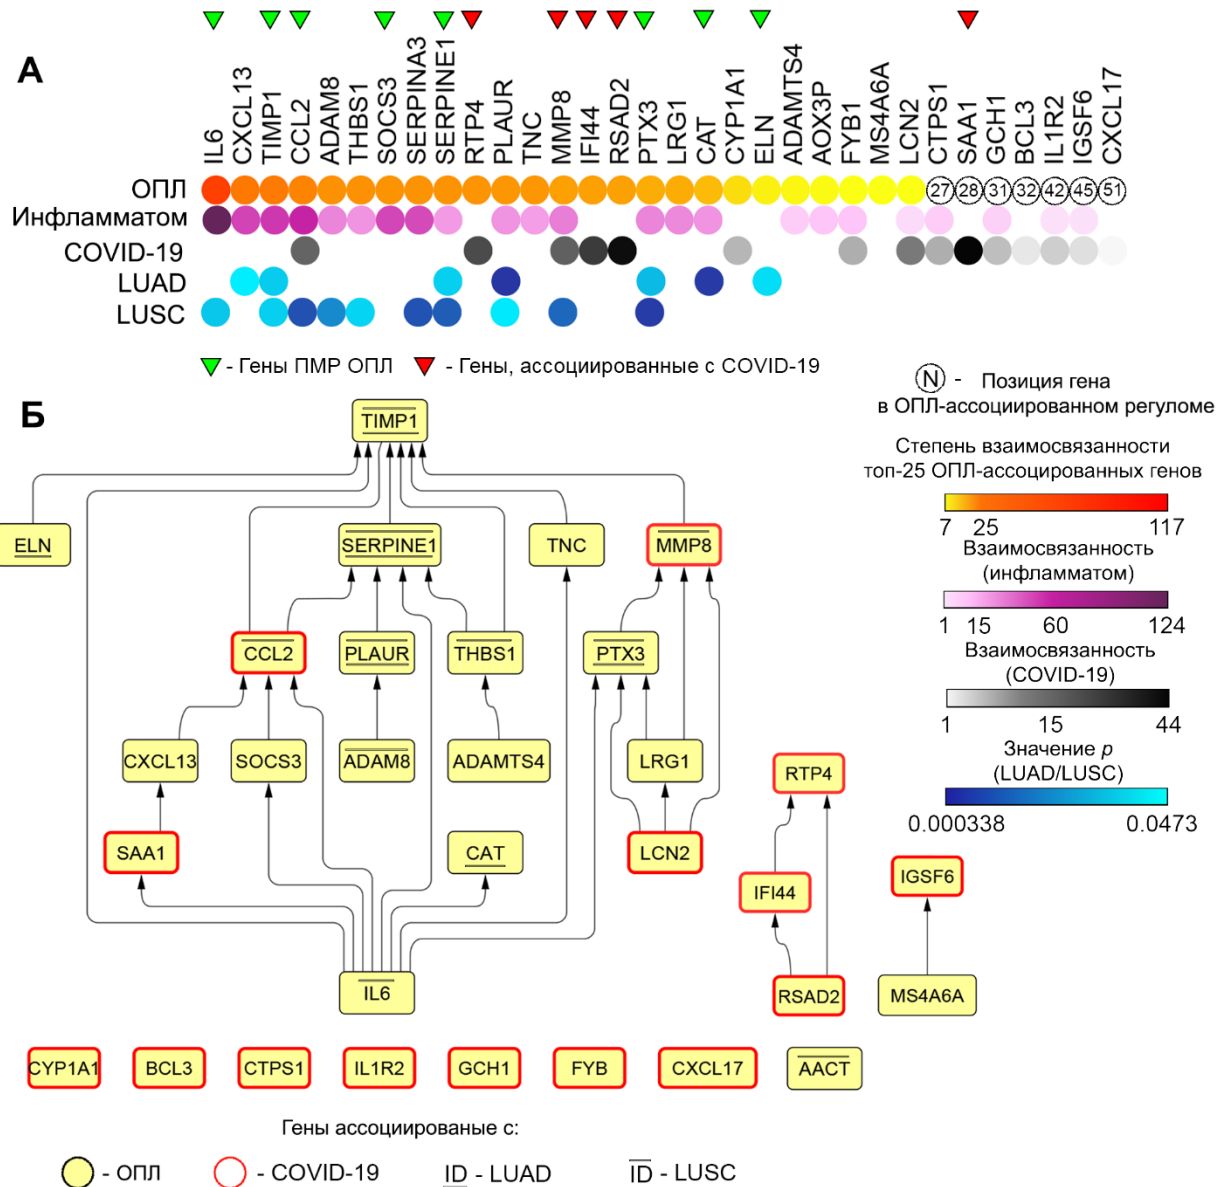 А
IL6
CXCL13
TIMP1
CCL2
ADAM8
THBS1
SOCS3
SERPINA3
SERPINE1
RTP4
PLAUR
TNC
MMP8
IFI44
RSAD2
PTX3
LRG1
CAT
CYP1A1
ELN
ADAMTS4
AOX3P
FYB1
MS4A6A
LCN2
CTPS1
SAA1
GCH1
BCL3
IL1R2
IGSF6
CXCL17
ОПЛ 27 28 31 32 42 45 51
Инфламматом
COVID-19
LUAD
LUSC
- Гены ПМР ОПЛ - Гены, ассоциированные с COVID-19
N - Позиция гена
в ОПЛ-ассоциированном регуломе
Степень взаимосвязанности
топ-25 ОПЛ-ассоцированных генов
7 25 117
Взаимосвязанность
(инфламматом)
1 15 60 124
Взаимосвязанность
(COVID-19)
1 15 44
Значение p
(LUAD/LUSC)
0.000338 0.0473
Б
TIMP1
ELN SERPINE1 TNC MMP8
CCL2 PLAUR THBS1 PTX3
CXCL13 SOCS3 ADAM8 ADAMTS4 LRG1 RTP4
SAA1 CAT LCN2 IFI44 IGSF6
IL6 RSAD2 MS4A6A
CYP1A1 BCL3 CTPS1 IL1R2 GCH1 FYB CXCL17 AACT
Гены ассоциированые с:
- ОПЛ - COVID-19 ID - LUAD ID - LUSC